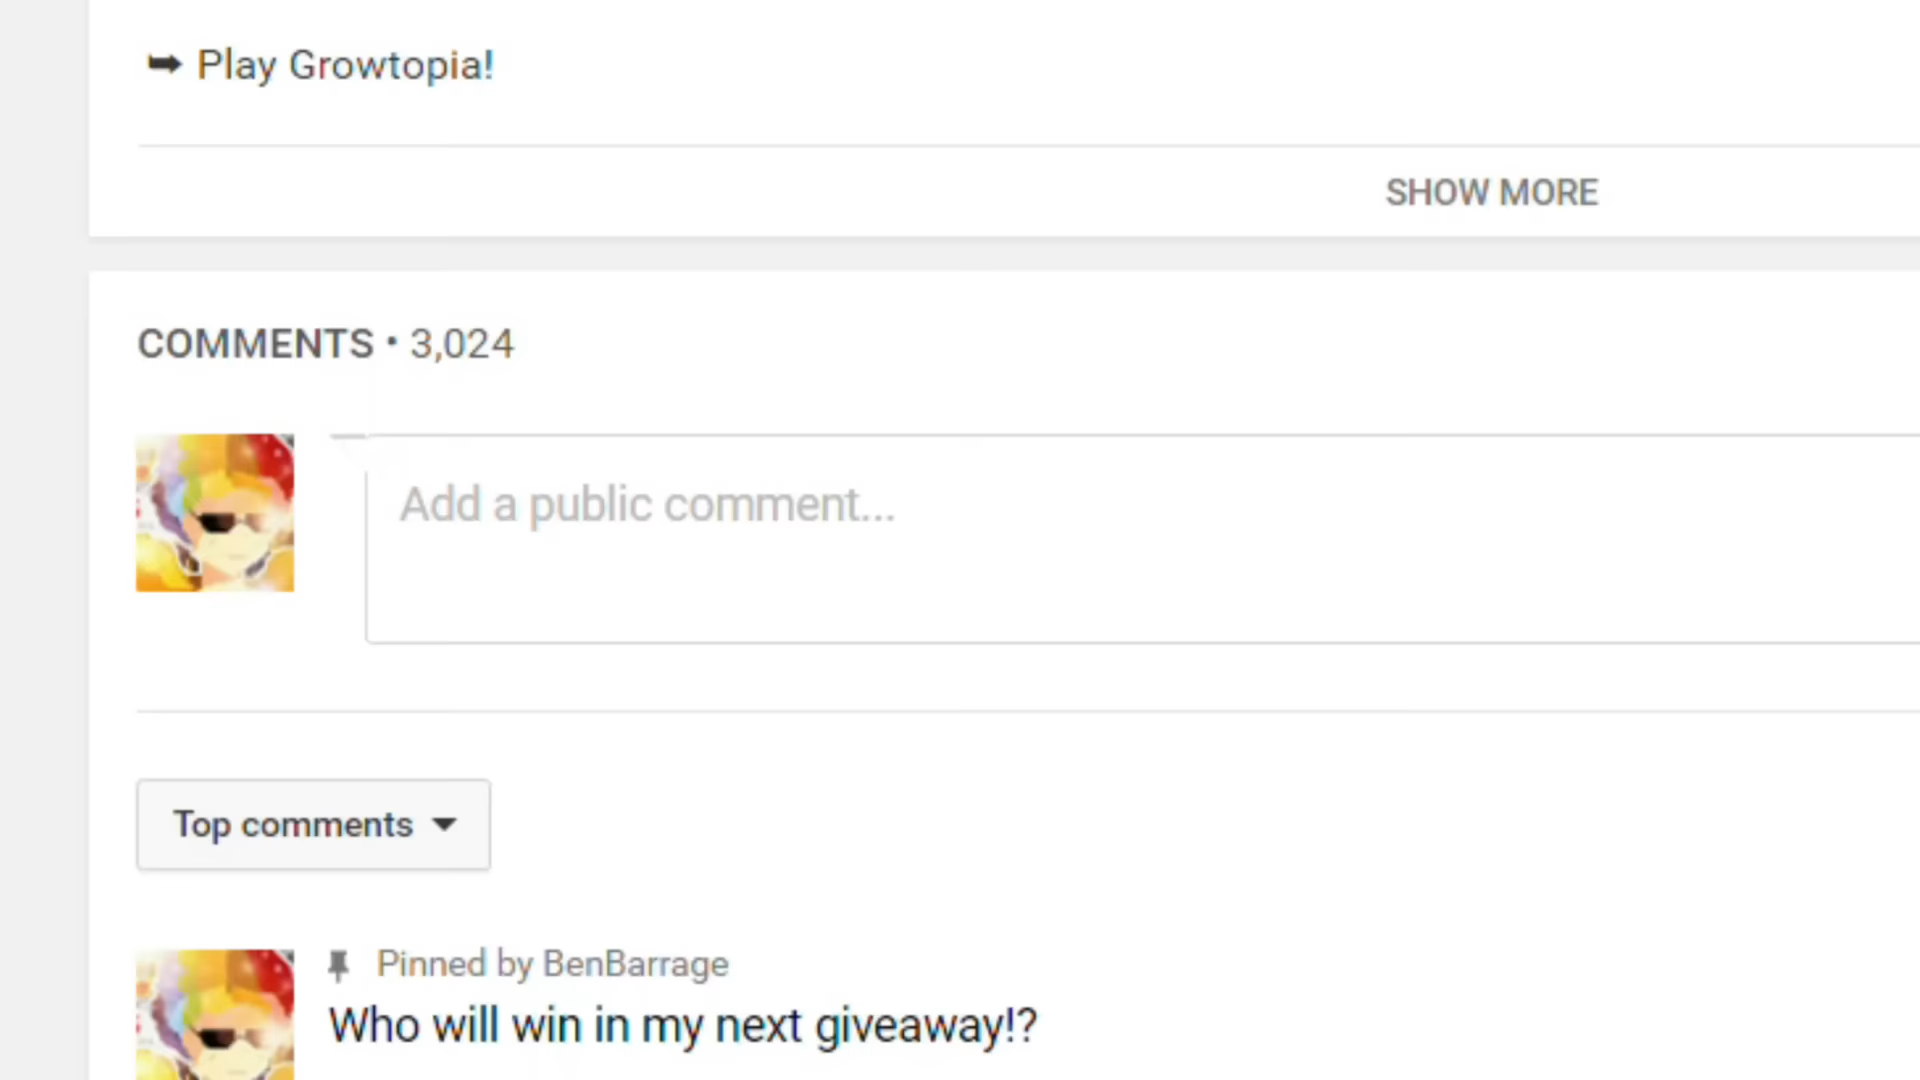 ➡ Play Growtopia!
SHOW MORE
COMMENTS • 3,024
Add a public comment...
Top comments
Pinned by BenBarrage
Who will win in my next giveaway!?